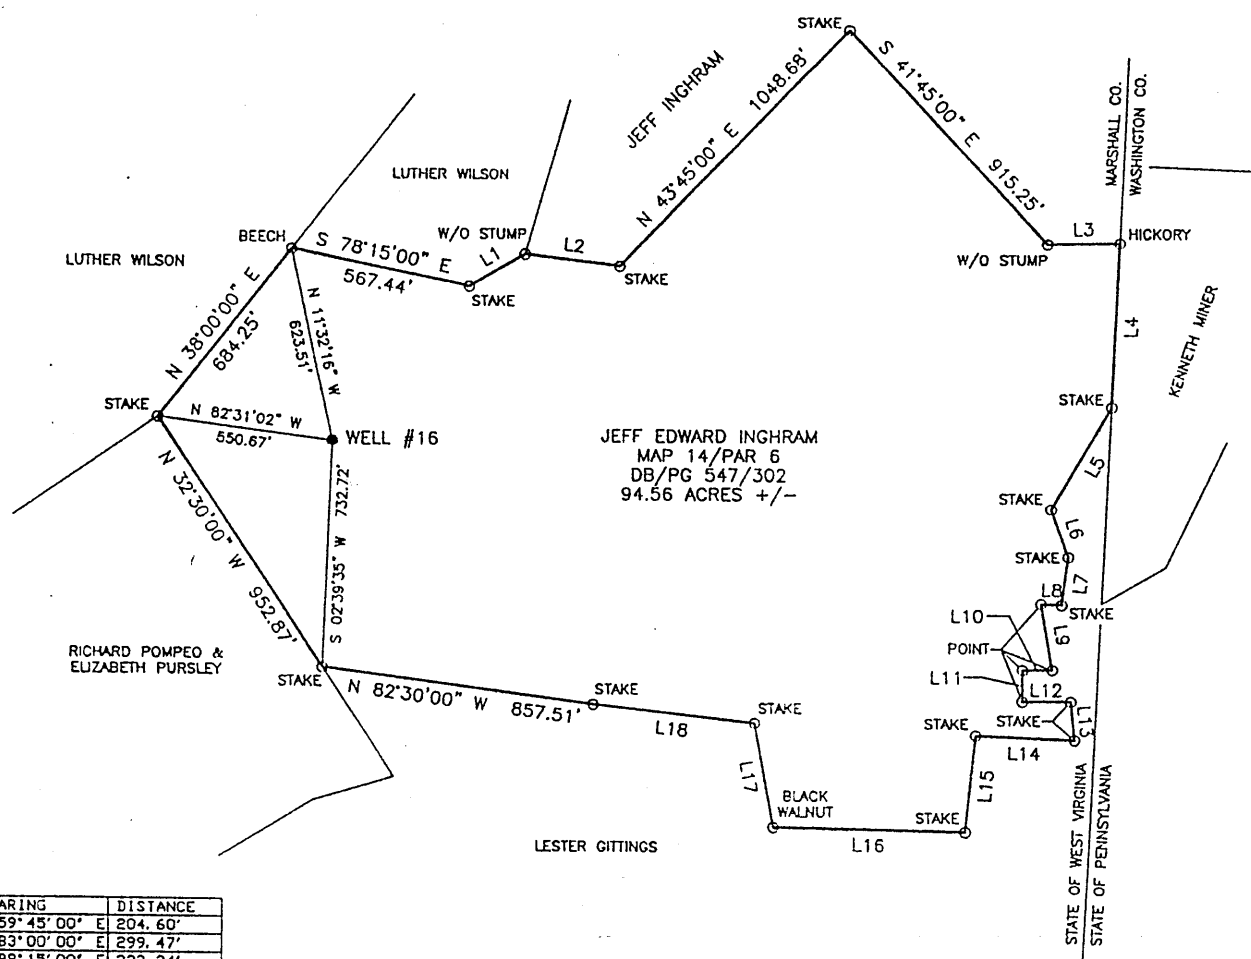 STAKE
S 41°45'00" E 915.25'
JEFF INGHRAM
N 43°45'00" E 1048.68'
MARSHALL CO.
WASHINGTON CO.
LUTHER WILSON
BEECH
W/O STUMP
S 78°15'00" E
567.44'
L1
L2
STAKE
STAKE
L3
HICKORY
W/O STUMP
LUTHER WILSON
N 38°00'00" E
684.25'
N 11°32'16" W
623.51'
L4
KENNETH MINER
STAKE
N 82°31'02" W
550.67'
WELL #16
STAKE
JEFF EDWARD INGHRAM
MAP 14/PAR 6
DB/PG 547/302
94.56 ACRES +/-
L5
N 32°30'00" W 952.87'
S 02°39'35" W 732.72'
STAKE
L6
STAKE
L7
L8
STAKE
L10
L9
POINT
L11
L12
STAKE
L13
RICHARD POMPEO &
ELIZABETH PURSLEY
STAKE
N 82°30'00" W 857.51'
STAKE
L18
STAKE
STAKE
L14
L17
L15
BLACK
WALNUT
STAKE
L16
LESTER GITTINGS
STATE OF WEST VIRGINIA
STATE OF PENNSYLVANIA
ARING DISTANCE
59°45'00" E 204.60'
83°00'00" E 299.47'